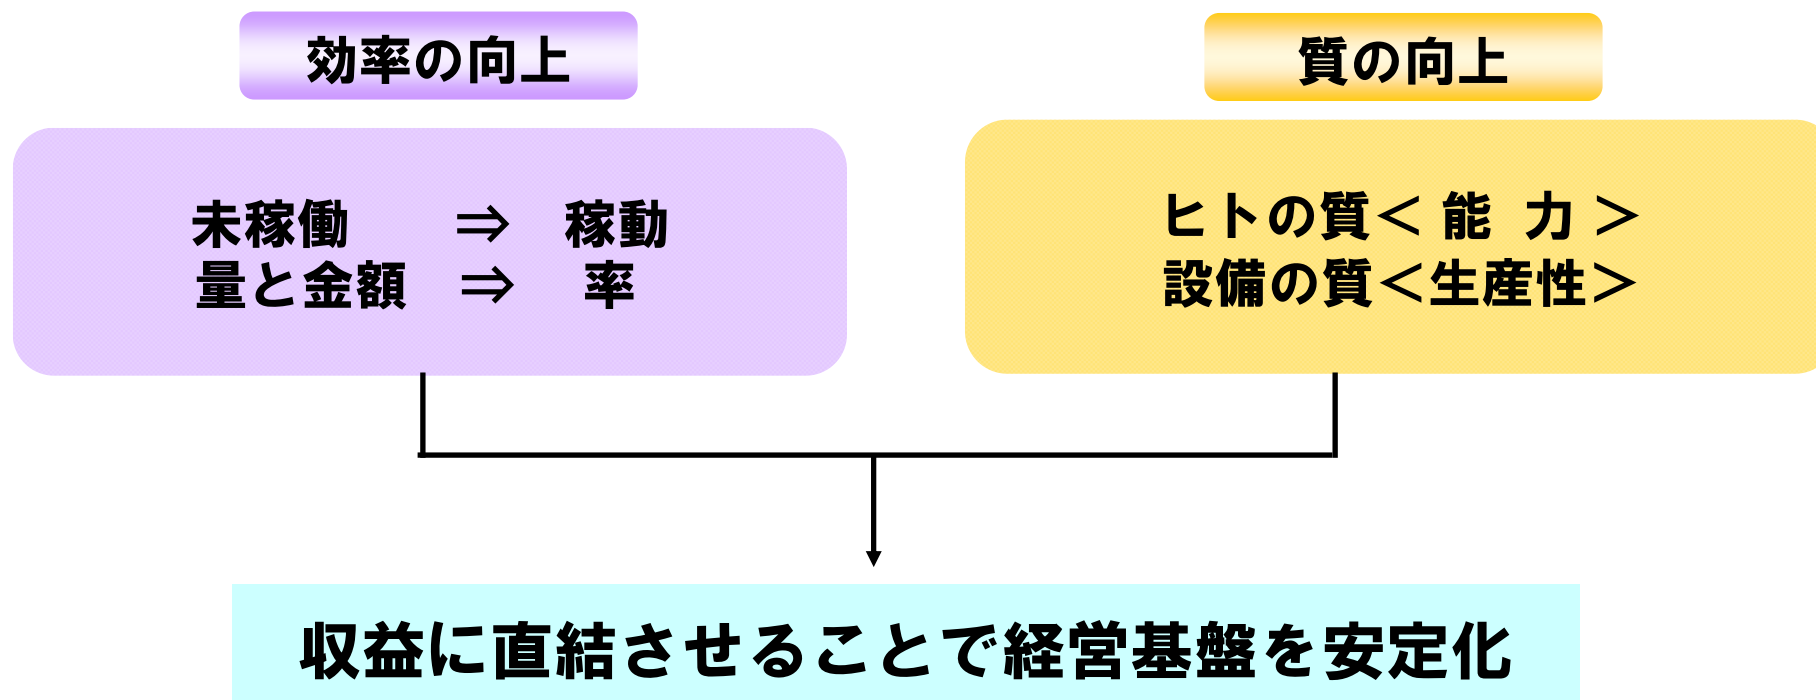 効率の向上
未稼働 ⇒ 稼動
量と金額 ⇒ 率
質の向上
ヒトの質＜ 能 力 ＞
設備の質＜生産性＞
収益に直結させることで経営基盤を安定化